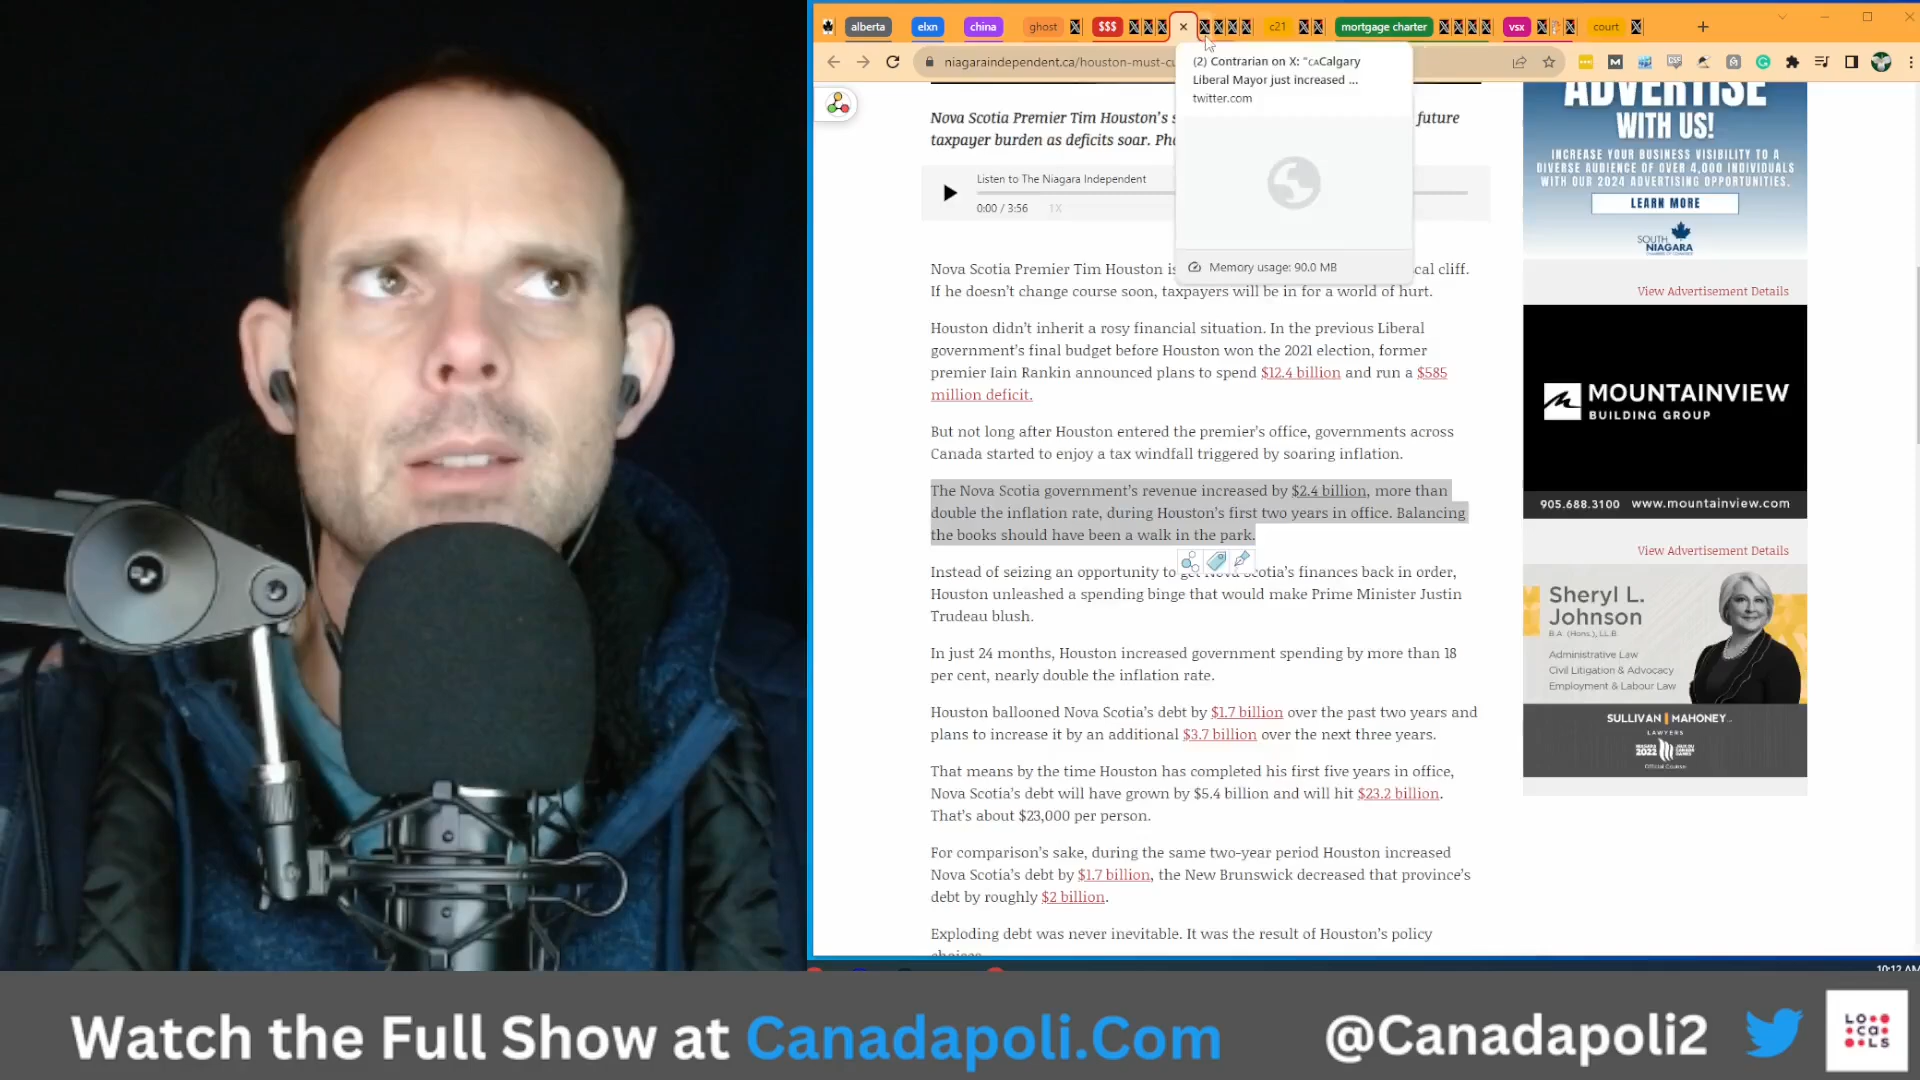 alberta elxn china ghost $$$ c21 mortgage charter vsx court
niagaraindependent.ca/houston-must-cu
(2) Contrarian on X: "CACalgary
Liberal Mayor just increased ...
twitter.com
Memory usage: 90.0 MB
Nova Scotia Premier Tim Houston's s future
taxpayer burden as deficits soar. Pho
Listen to The Niagara Independent
0:00 / 3:56 1X
Nova Scotia Premier Tim Houston is cal cliff.
If he doesn't change course soon, taxpayers will be in for a world of hurt.
Houston didn't inherit a rosy financial situation. In the previous Liberal
government's final budget before Houston won the 2021 election, former
premier Iain Rankin announced plans to spend $12.4 billion and run a $585
million deficit.
But not long after Houston entered the premier's office, governments across
Canada started to enjoy a tax windfall triggered by soaring inflation.
The Nova Scotia government's revenue increased by $2.4 billion, more than
double the inflation rate, during Houston's first two years in office. Balancing
the books should have been a walk in the park.
Instead of seizing an opportunity to get Nova Scotia's finances back in order,
Houston unleashed a spending binge that would make Prime Minister Justin
Trudeau blush.
In just 24 months, Houston increased government spending by more than 18
per cent, nearly double the inflation rate.
Houston ballooned Nova Scotia's debt by $1.7 billion over the past two years and
plans to increase it by an additional $3.7 billion over the next three years.
That means by the time Houston has completed his first five years in office,
Nova Scotia's debt will have grown by $5.4 billion and will hit $23.2 billion.
That's about $23,000 per person.
For comparison's sake, during the same two-year period Houston increased
Nova Scotia's debt by $1.7 billion, the New Brunswick decreased that province's
debt by roughly $2 billion.
Exploding debt was never inevitable. It was the result of Houston's policy
choices.
ADVERTISE
WITH US!
INCREASE YOUR BUSINESS VISIBILITY TO A
DIVERSE AUDIENCE OF OVER 4,000 INDIVIDUALS
WITH OUR 2024 ADVERTISING OPPORTUNITIES.
LEARN MORE
SOUTH
NIAGARA
View Advertisement Details
MOUNTAINVIEW
BUILDING GROUP
905.688.3100 www.mountainview.com
View Advertisement Details
Sheryl L.
Johnson
B.A. (Hons.), LL.B.
Administrative Law
Civil Litigation & Advocacy
Employment & Labour Law
SULLIVAN MAHONEY
LAWYERS
10:12 AM
Watch the Full Show at Canadapoli.Com
@Canadapoli2
LO
ca
LS